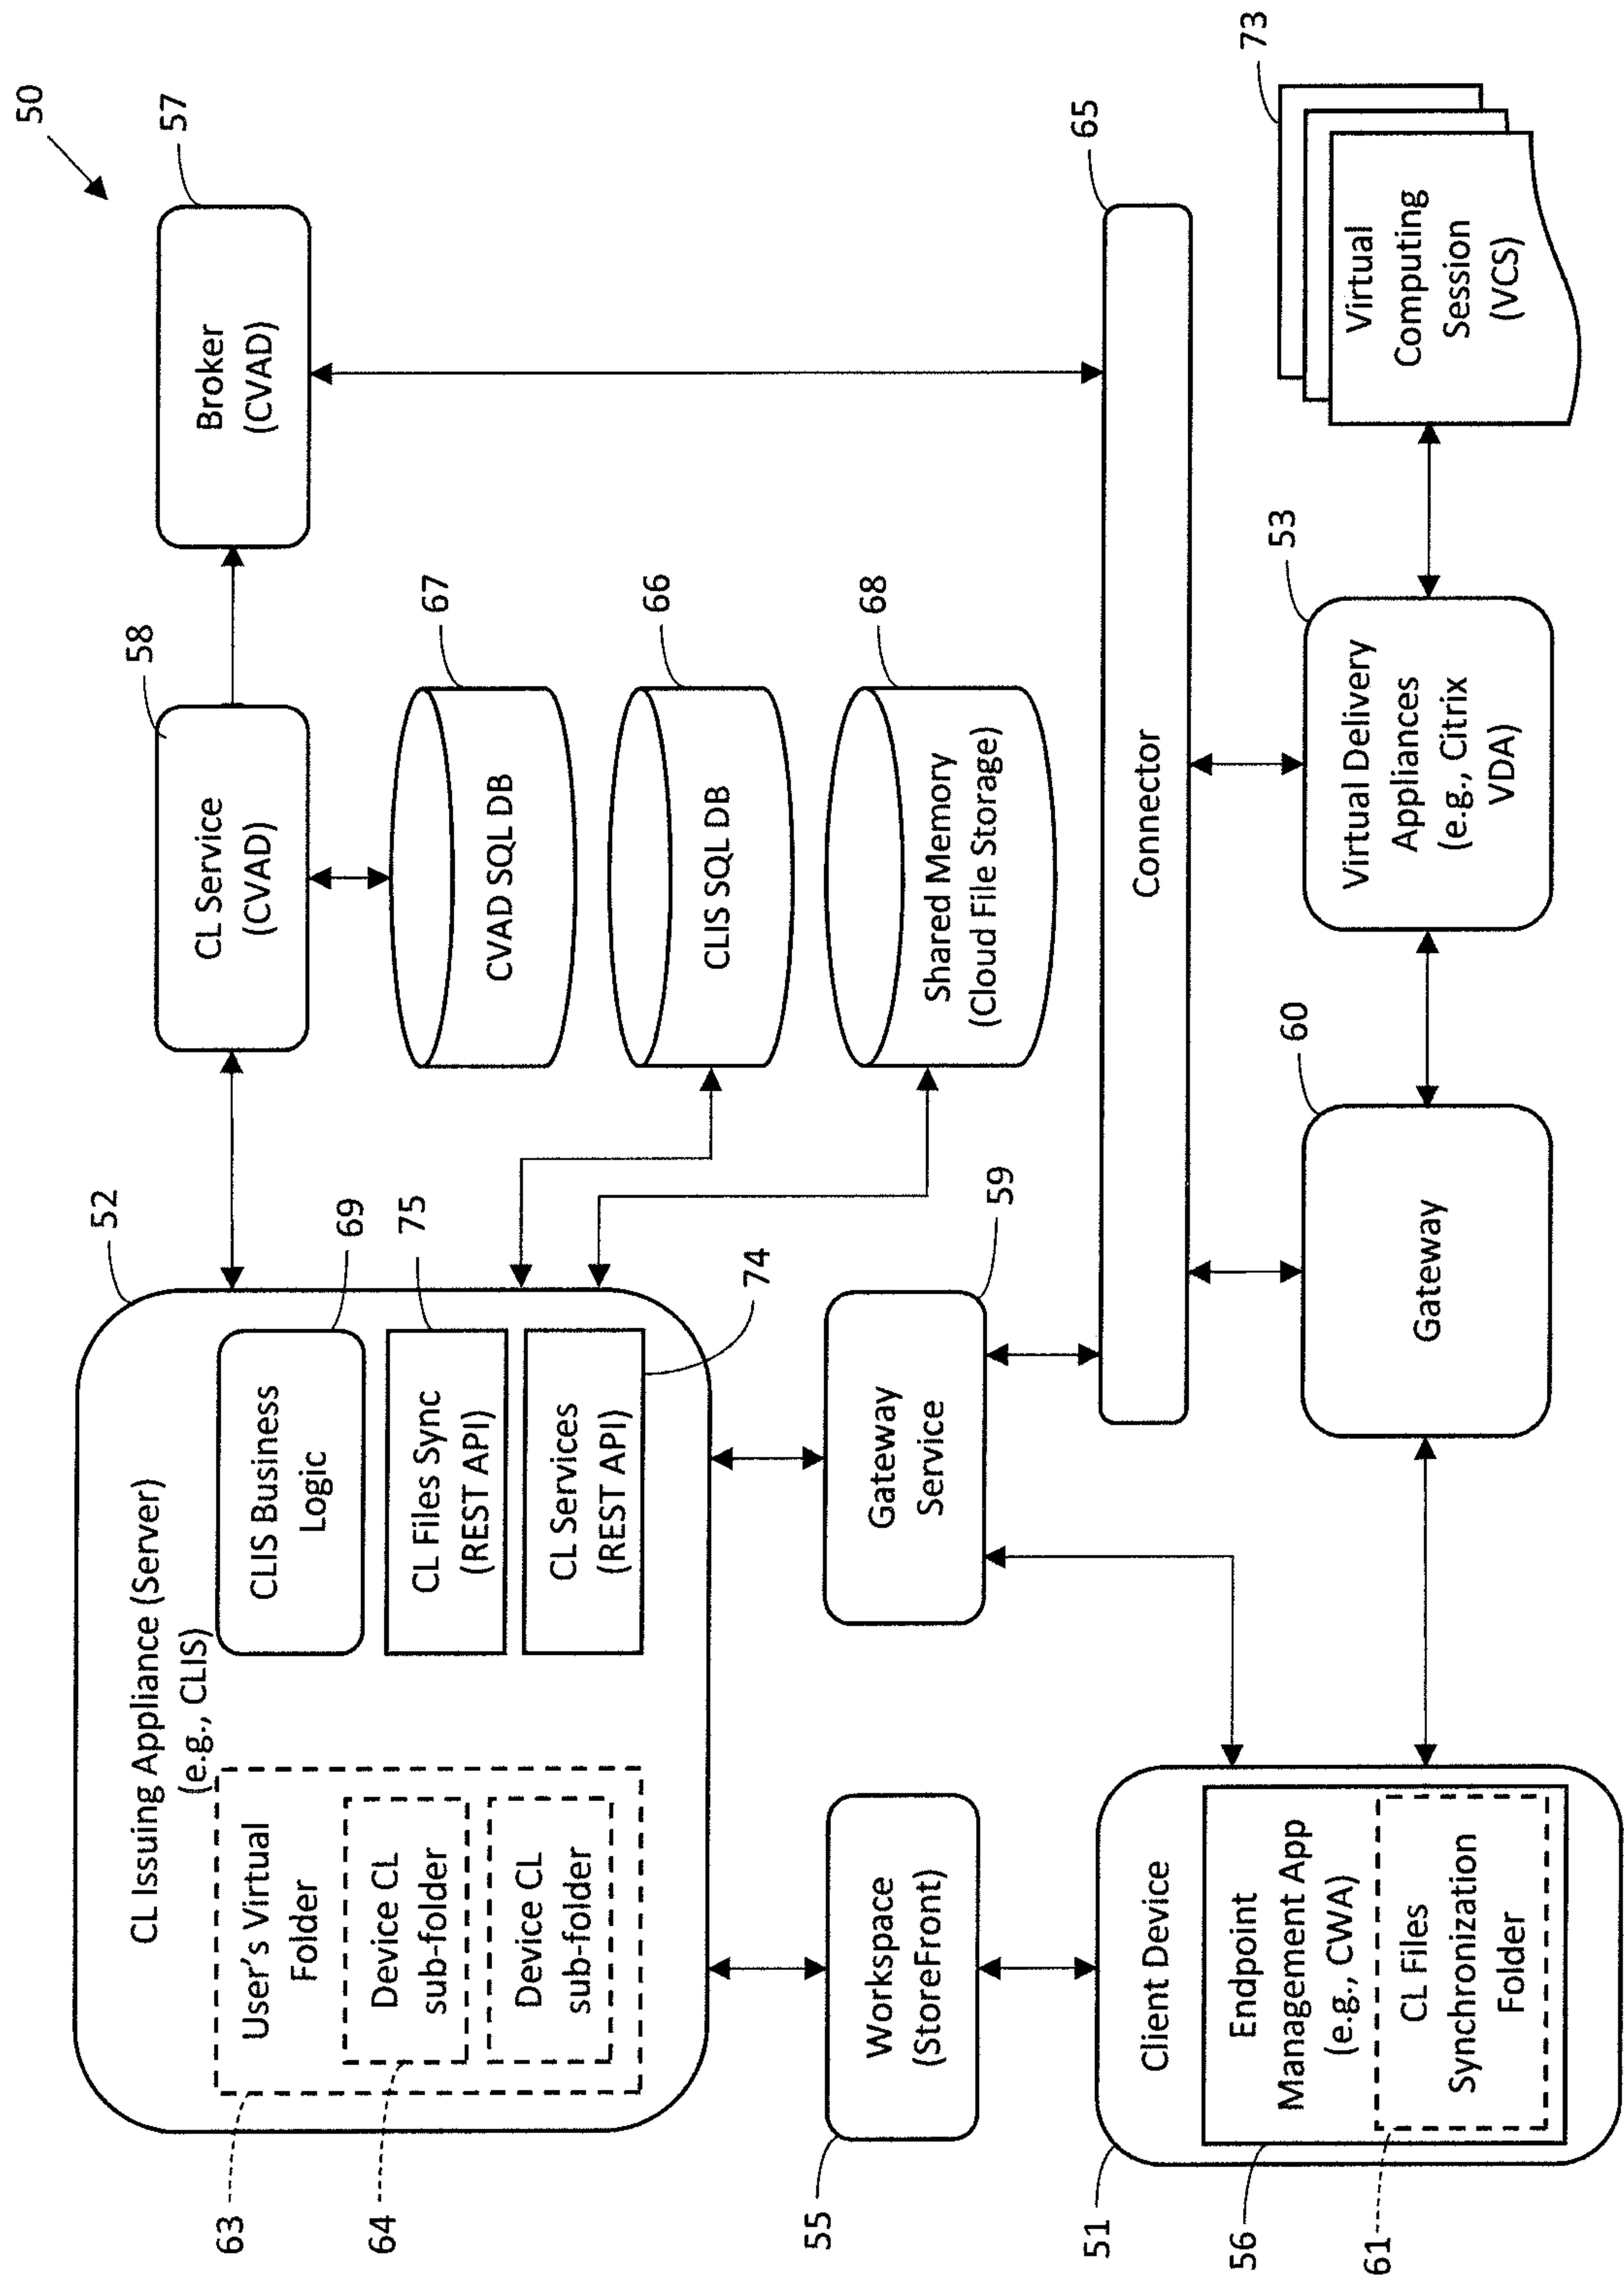 50
52
CL Issuing Appliance (Server)
(e.g., CLIS)
63
User's Virtual
Folder
64
Device CL
sub-folder
Device CL
sub-folder
CLIS Business
Logic
69
CL Files Sync
(REST API)
75
CL Services
(REST API)
74
58
CL Service
(CVAD)
57
Broker
(CVAD)
67
CVAD SQL DB
66
CLIS SQL DB
68
Shared Memory
(Cloud File Storage)
55
Workspace
(StoreFront)
59
Gateway
Service
65
Connector
51
Client Device
56
Endpoint
Management App
(e.g., CWA)
61
CL Files
Synchronization
Folder
60
Gateway
53
Virtual Delivery
Appliances
(e.g., Citrix
VDA)
73
Virtual
Computing
Session
(VCS)